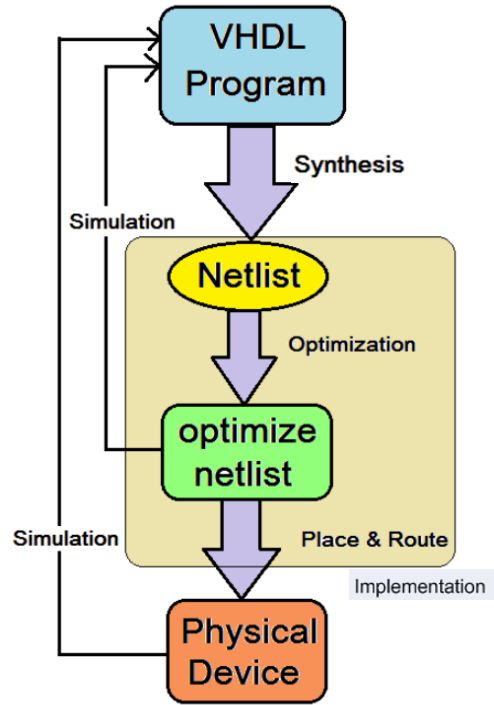 VHDL
Program
Synthesis
Simulation
Netlist
Optimization
optimize
netlist
Simulation
Place & Route
Implementation
Physical
Device